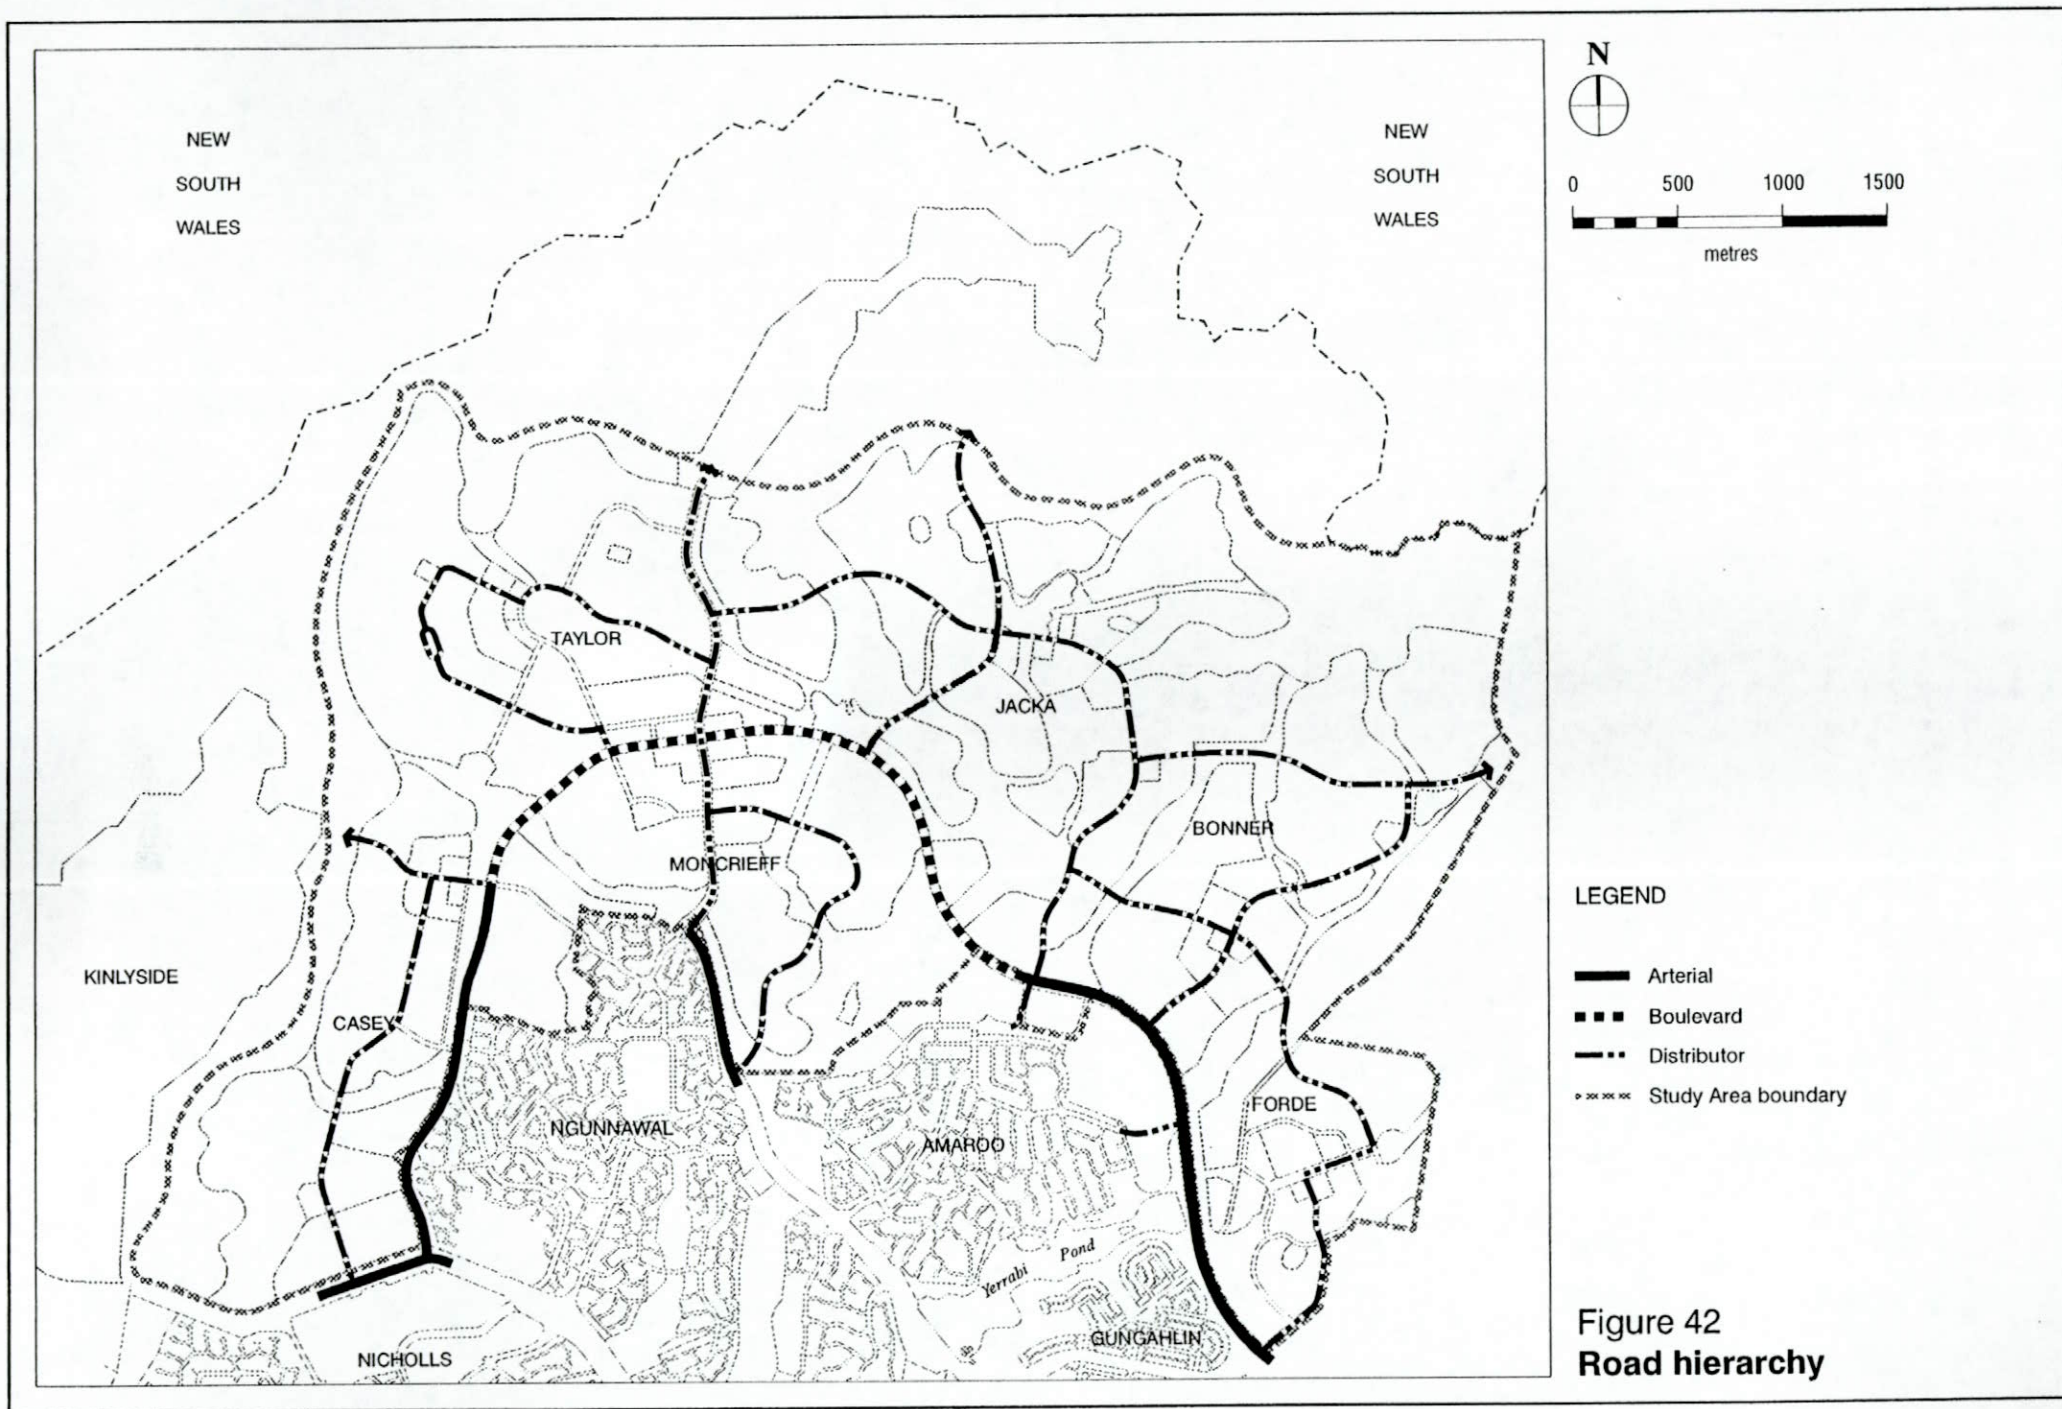 NEW
SOUTH
WALES
NEW
SOUTH
WALES
N
0 500 1000 1500
metres
TAYLOR
JACKA
BONNER
MONCRIEFF
KINLYSIDE
CASEY
FORDE
NGUNNAWAL
AMAROO
Yerrabi Pond
GUNGAHLIN
NICHOLLS
LEGEND
Arterial
Boulevard
Distributor
Study Area boundary
Figure 42
Road hierarchy